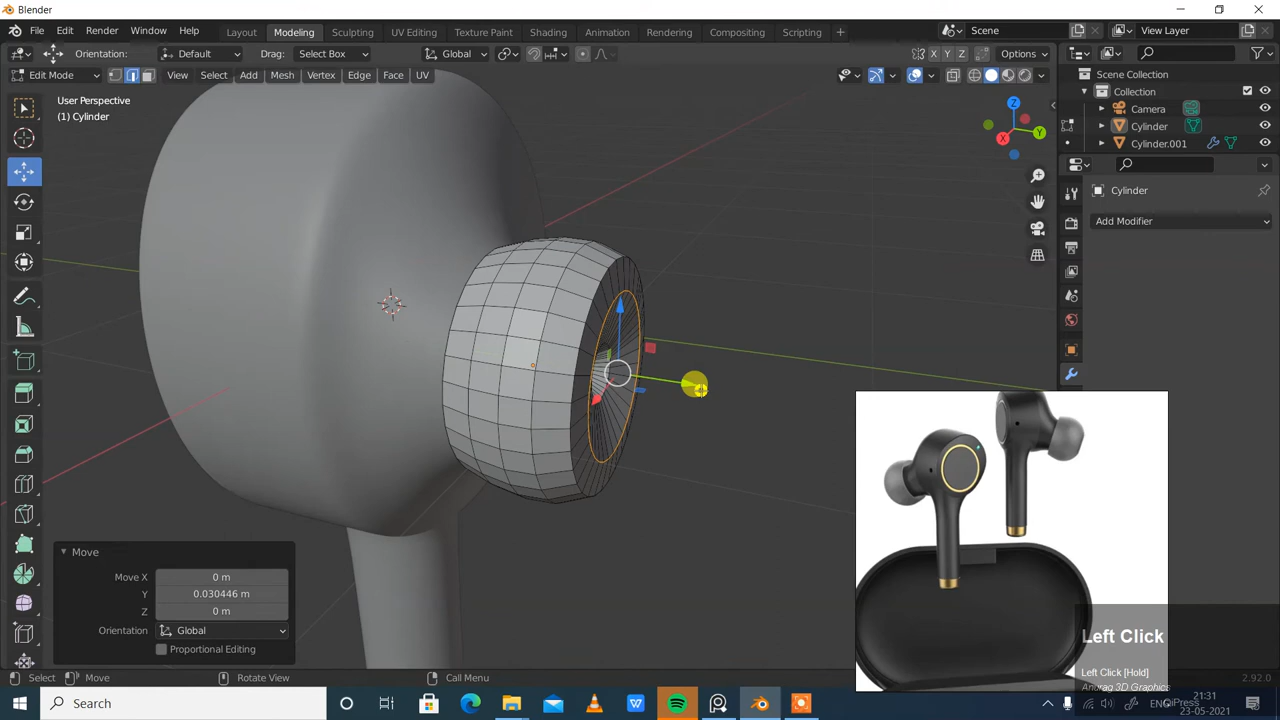 Blender
File Edit Render Window Help Layout Modeling Sculpting UV Editing Texture Paint Shading Animation Rendering Compositing Scripting + Scene View Layer
Orientation: Default Drag: Select Box Global X Y Z Options
Edit Mode View Select Add Mesh Vertex Edge Face UV
User Perspective
(1) Cylinder
Z
Y
X
Scene Collection
Collection
Camera
Cylinder
Cylinder.001
Cylinder
Add Modifier
Move
Move X 0 m
Y 0.030446 m
Z 0 m
Orientation Global
Proportional Editing
Left Click
Left Click [Hold]
Anurag 3D Graphics
Select Move Rotate View Call Menu 2.92.0
Search
21:31
23-05-2021